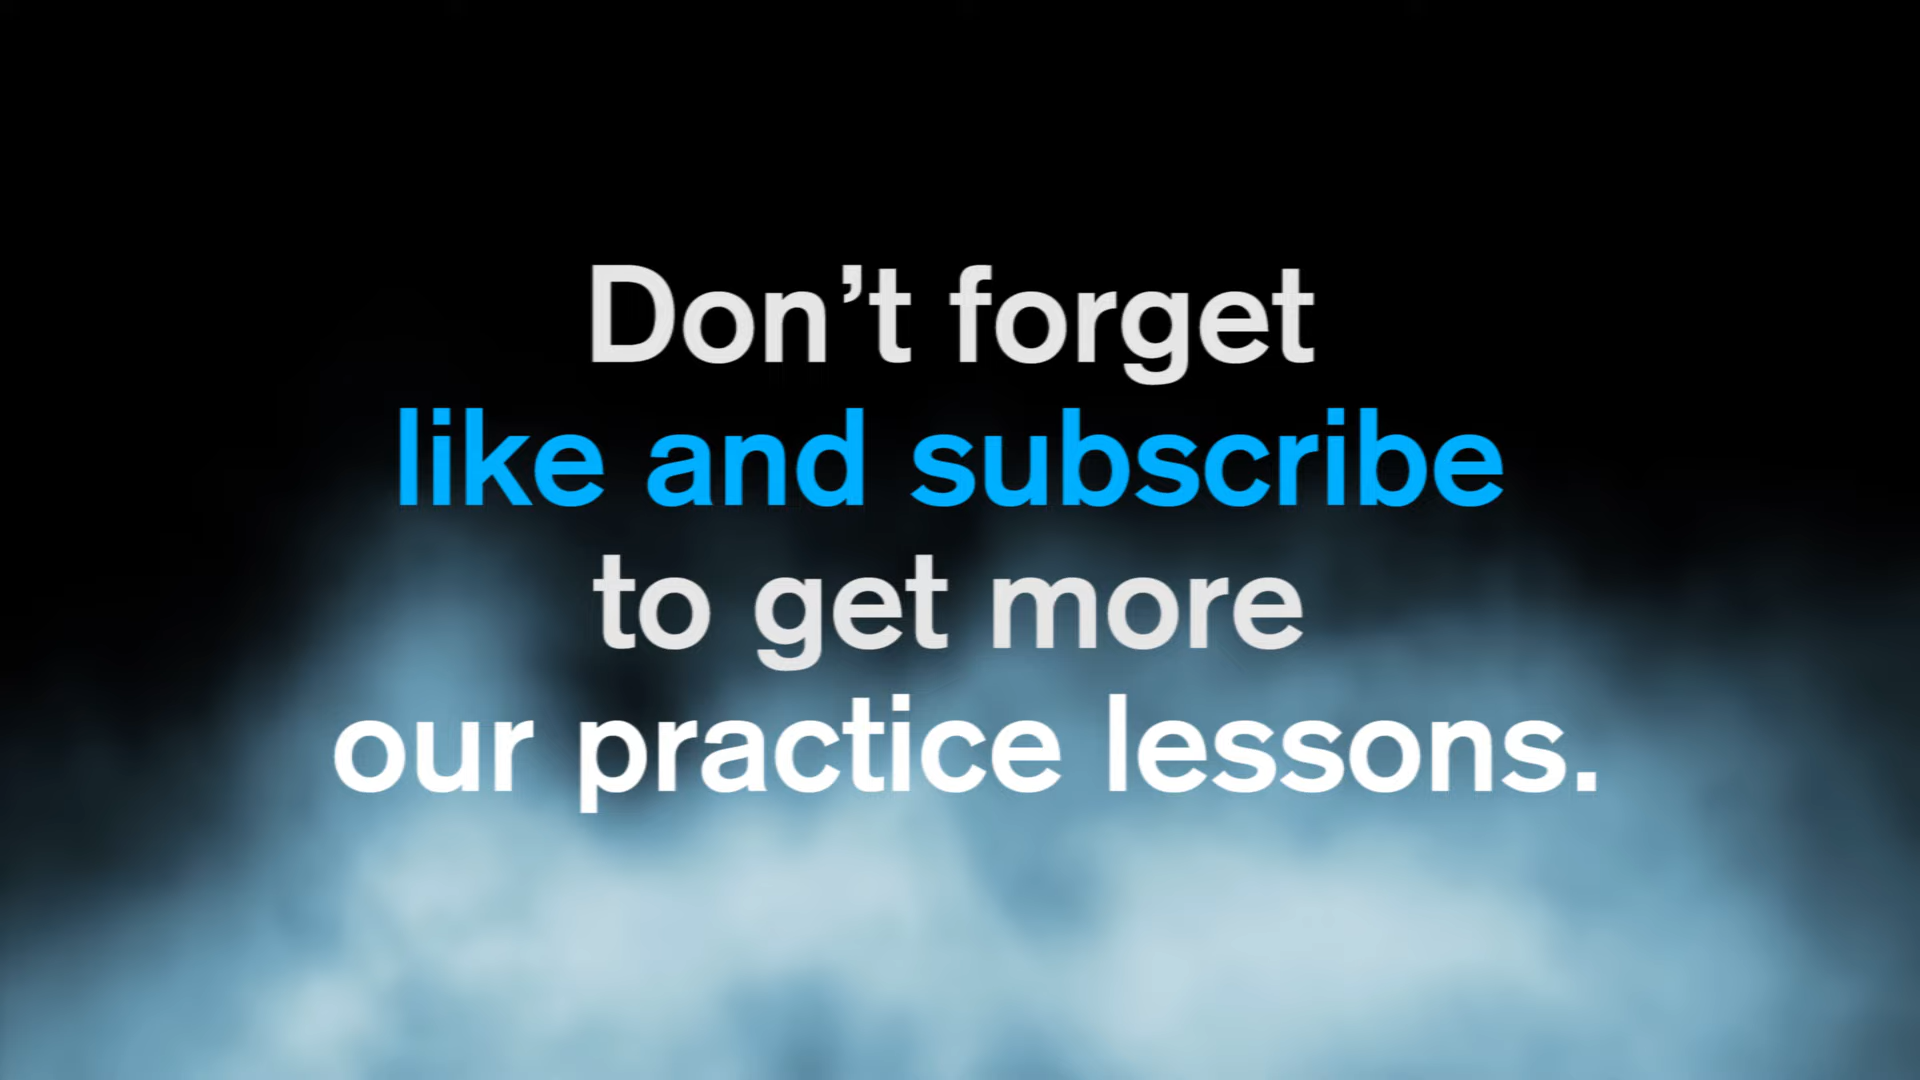 Don’t forget
like and subscribe
to get more
our practice lessons.